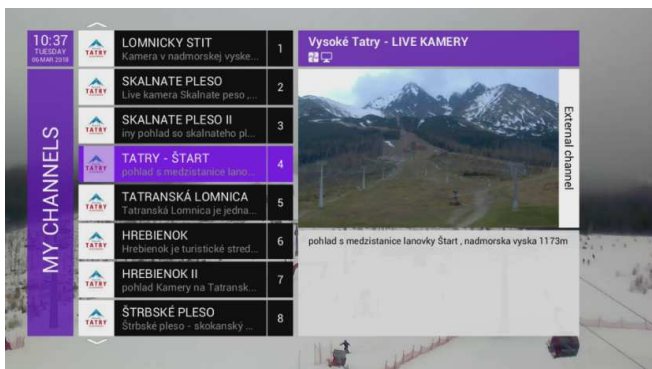 10:37
TUESDAY
06 MAR 2018
MY CHANNELS
TATRY
LOMNICKY STIT
Kamera v nadmorskej vyske...
1
TATRY
SKALNATE PLESO
Live kamera Skalnate peso ,...
2
TATRY
SKALNATE PLESO II
iny pohlad so skalnateho pl...
3
TATRY
TATRY - ŠTART
pohlad s medzistanice lano...
4
TATRY
TATRANSKÁ LOMNICA
Tatranská Lomnica je jedna...
5
TATRY
HREBIENOK
Hrebienok je turistické stred...
6
TATRY
HREBIENOK II
pohlad Kamery na Tatransk...
7
TATRY
ŠTRBSKÉ PLESO
Štrbské pleso - skokanský ...
8
Vysoké Tatry - LIVE KAMERY
External channel
pohlad s medzistanice lanovky Štart , nadmorska vyska 1173m